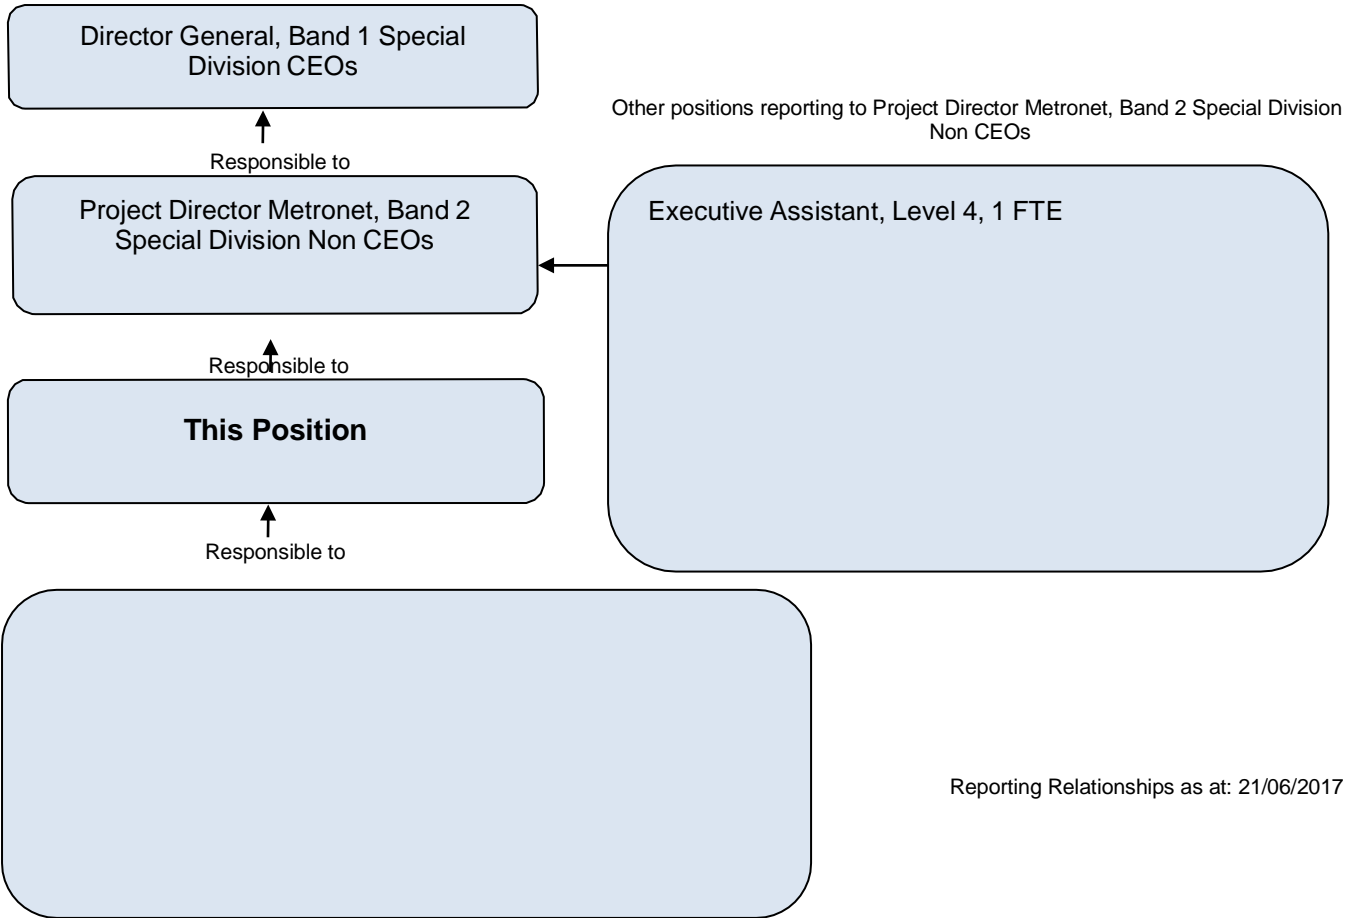 Director General, Band 1 Special
Division CEOs
Responsible to
Other positions reporting to Project Director Metronet, Band 2 Special Division
Non CEOs
Project Director Metronet, Band 2
Special Division Non CEOs
Executive Assistant, Level 4, 1 FTE
Responsible to
This Position
Responsible to
Reporting Relationships as at: 21/06/2017